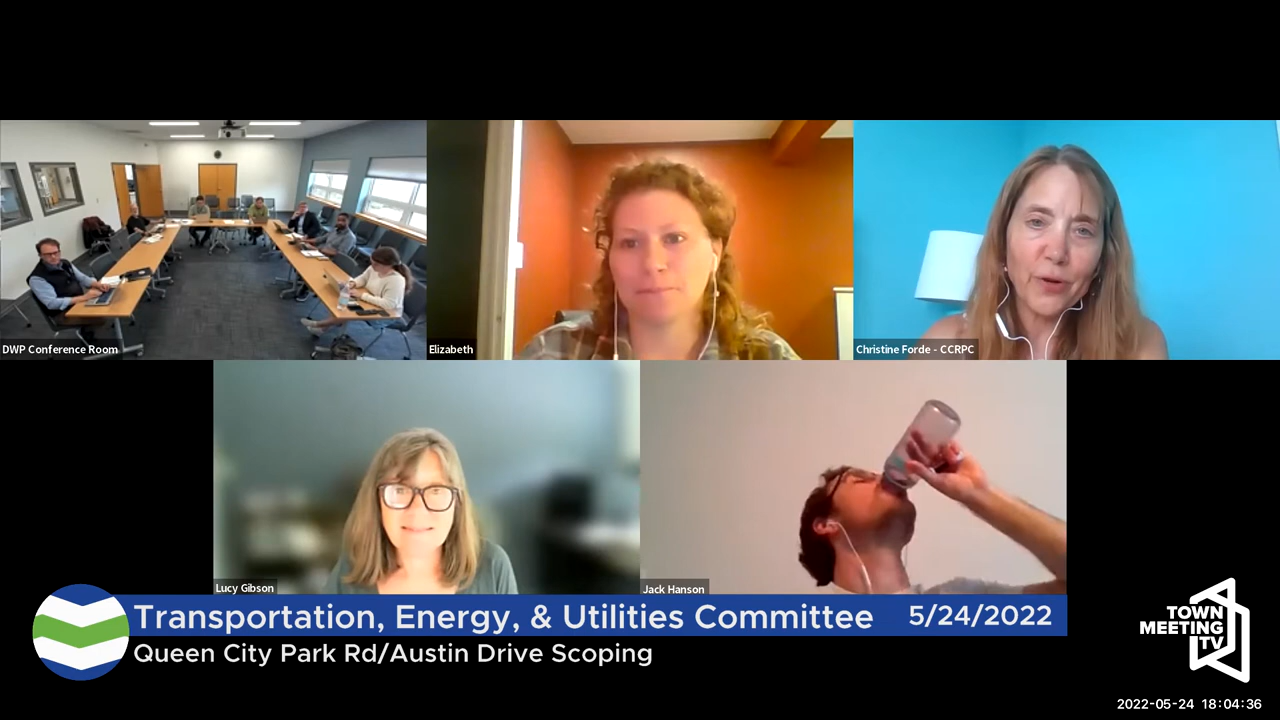 DWP Conference Room
Elizabeth
Christine Forde - CCRPC
Lucy Gibson
Jack Hanson
Transportation, Energy, & Utilities Committee 5/24/2022
Queen City Park Rd/Austin Drive Scoping
TOWN
MEETING
TV
2022-05-24 18:04:36